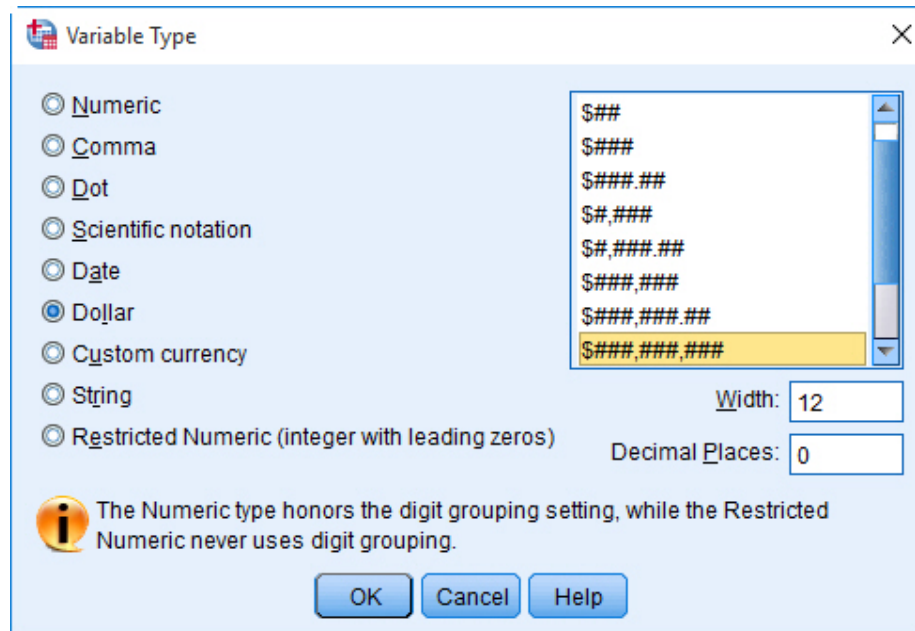 Variable Type
Numeric
Comma
Dot
Scientific notation
Date
Dollar
Custom currency
String
Restricted Numeric (integer with leading zeros)
$##
$###
$###.##
$#,###
$#,###.##
$###,###
$###,###.##
$###,###,###
Width: 12
Decimal Places: 0
The Numeric type honors the digit grouping setting, while the Restricted
Numeric never uses digit grouping.
OK Cancel Help